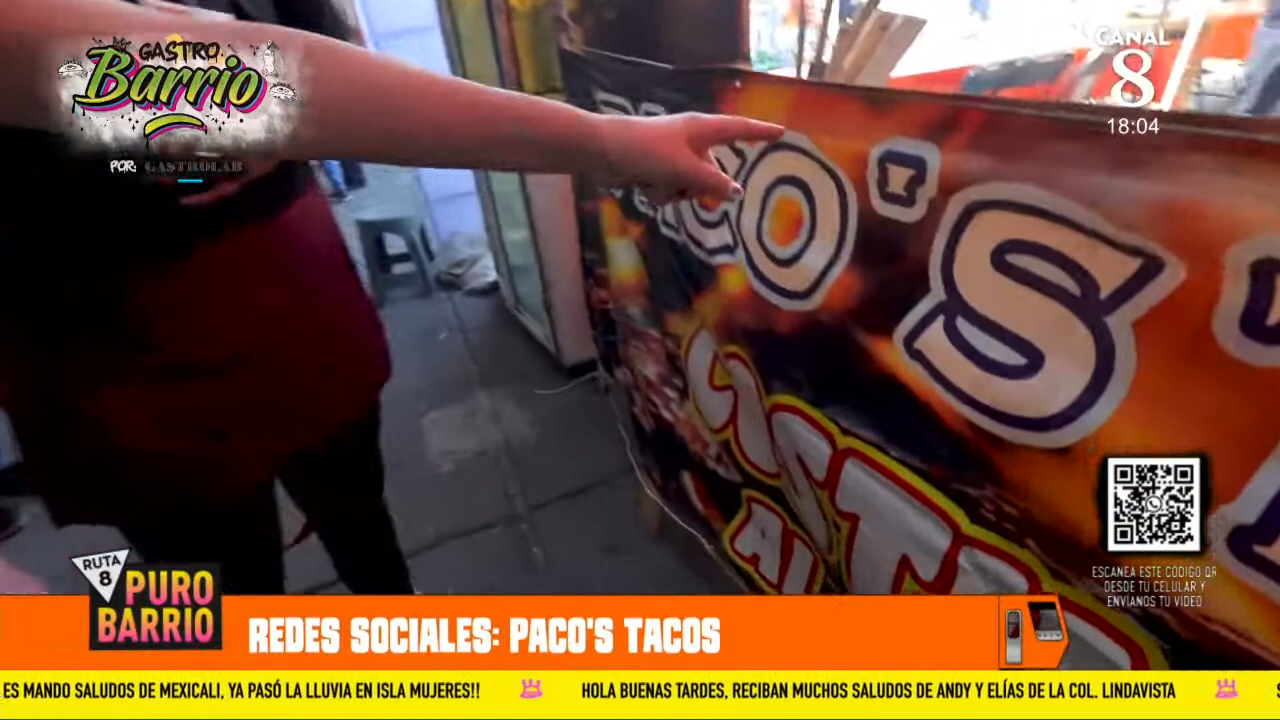 GASTRO
Barrio
POR: GASTROLAB
CANAL
8
18:04
CO'S
ESCANEA ESTE CÓDIGO QR
DESDE TU CELULAR Y
ENVIANOS TU VIDEO
RUTA
8
PURO
BARRIO
REDES SOCIALES: PACO'S TACOS
ES MANDO SALUDOS DE MEXICALI, YA PASÓ LA LLUVIA EN ISLA MUJERES!!
HOLA BUENAS TARDES, RECIBAN MUCHOS SALUDOS DE ANDY Y ELÍAS DE LA COL. LINDAVISTA